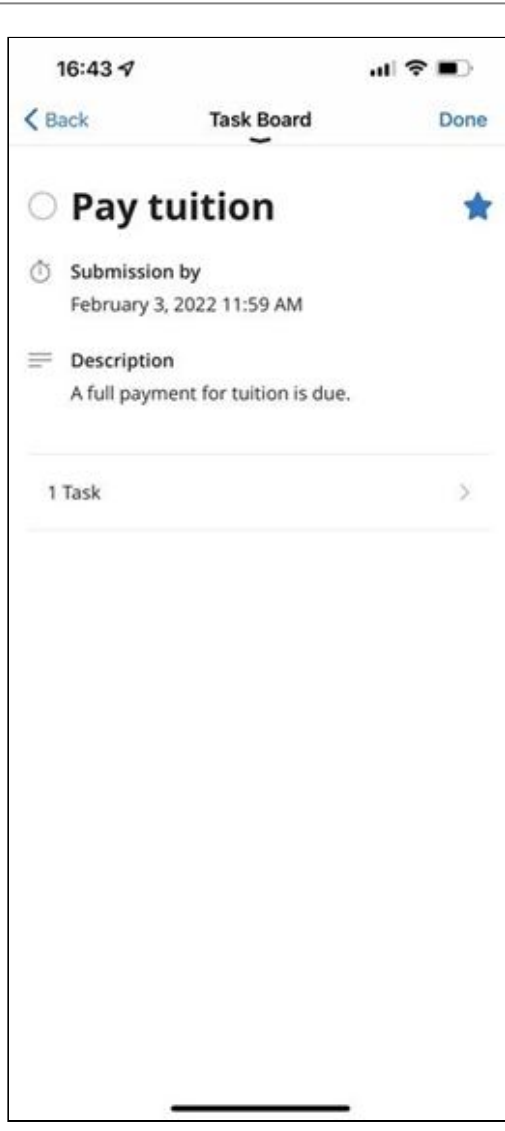 16:43
Back Task Board Done
Pay tuition
Submission by
February 3, 2022 11:59 AM
Description
A full payment for tuition is due.
1 Task